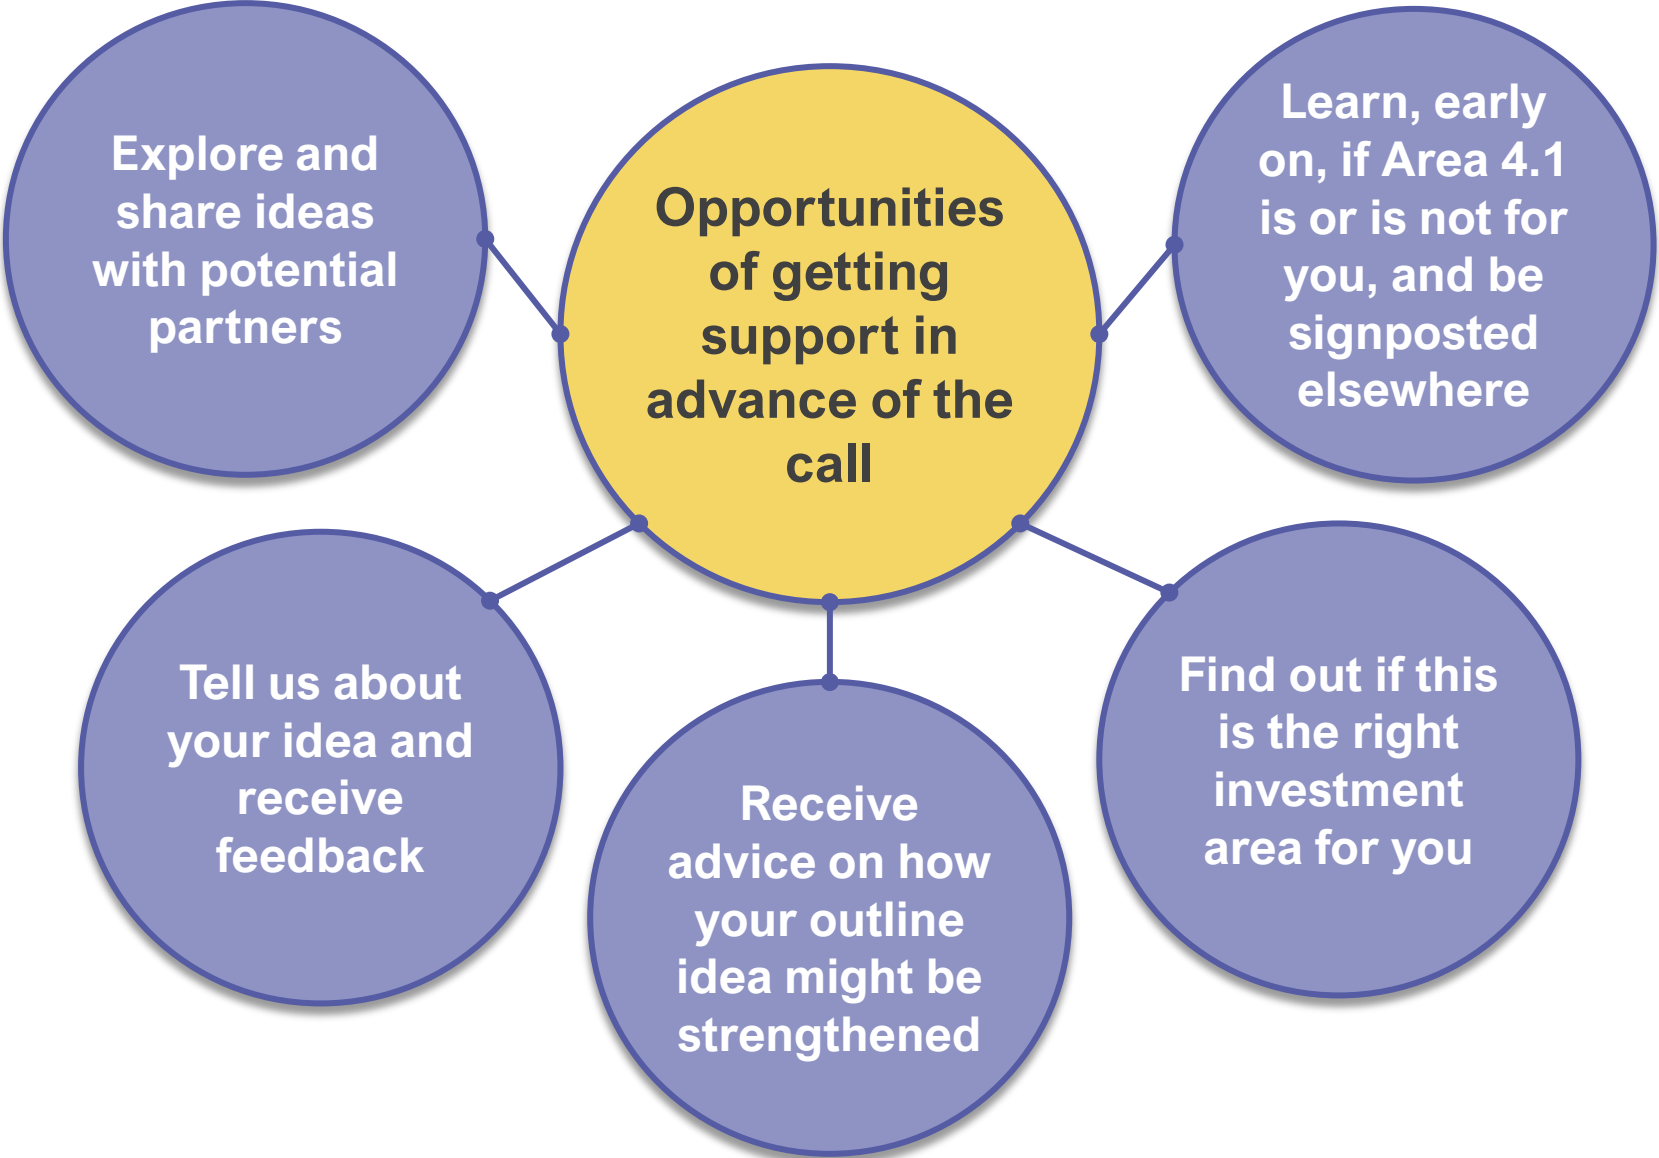 Explore and
share ideas
with potential
partners
Opportunities
of getting
support in
advance of the
call
Learn, early
on, if Area 4.1
is or is not for
you, and be
signposted
elsewhere
Tell us about
your idea and
receive
feedback
Receive
advice on how
your outline
idea might be
strengthened
Find out if this
is the right
investment
area for you